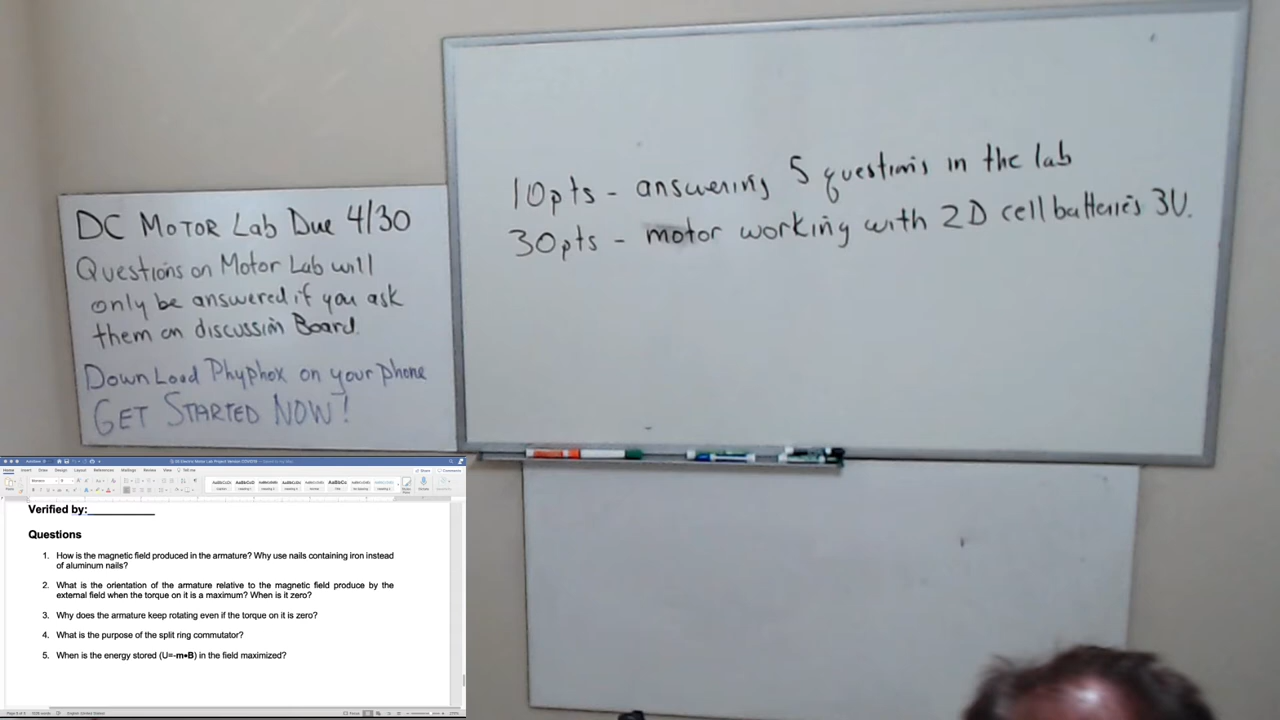 DC MOTOR Lab Due 4/30
Questions on Motor Lab will
only be answered if you ask
them on discussion Board.
Download Phyphox on your phone
GET STARTED NOW!
10pts - answering 5 questions in the lab
30pts - motor working with 2D cell batteries 3V.
Verified by:__________
Questions
1. How is the magnetic field produced in the armature? Why use nails containing iron instead
of aluminum nails?
2. What is the orientation of the armature relative to the magnetic field produce by the
external field when the torque on it is a maximum? When is it zero?
3. Why does the armature keep rotating even if the torque on it is zero?
4. What is the purpose of the split ring commutator?
5. When is the energy stored (U=-m•B) in the field maximized?